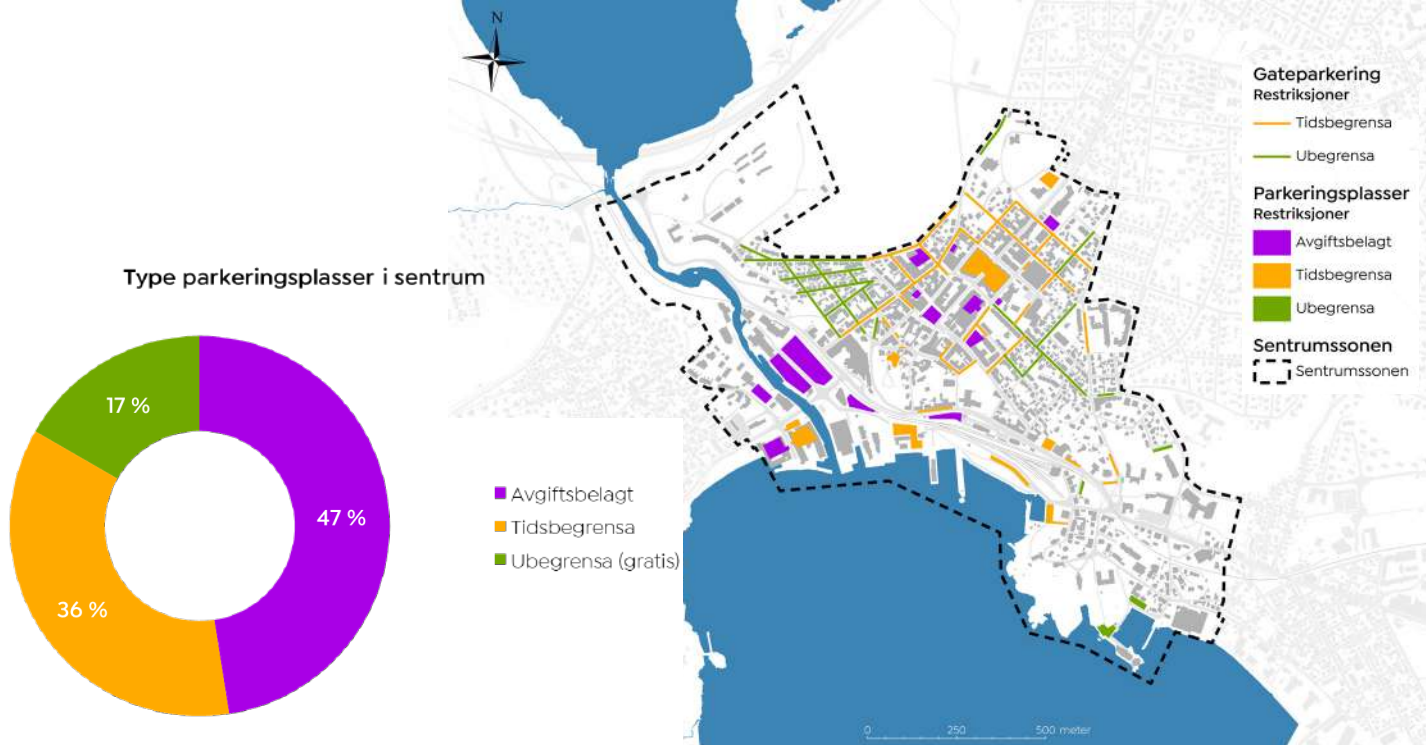 Type parkeringsplasser i sentrum
17 %
47 %
36 %
Avgiftsbelagt
Tidsbegrensa
Ubegrensa (gratis)
N
Gateparkering
Restriksjoner
Tidsbegrensa
Ubegrensa
Parkeringsplasser
Restriksjoner
Avgiftsbelagt
Tidsbegrensa
Ubegrensa
Sentrumssonen
Sentrumssonen
0 250 500 meter